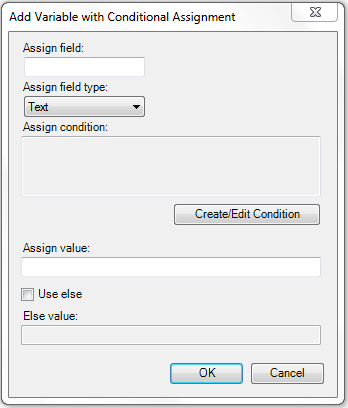 Add Variable with Conditional Assignment
Assign field:
Assign field type:
Text
Assign condition:
Create/Edit Condition
Assign value:
Use else
Else value:
OK
Cancel